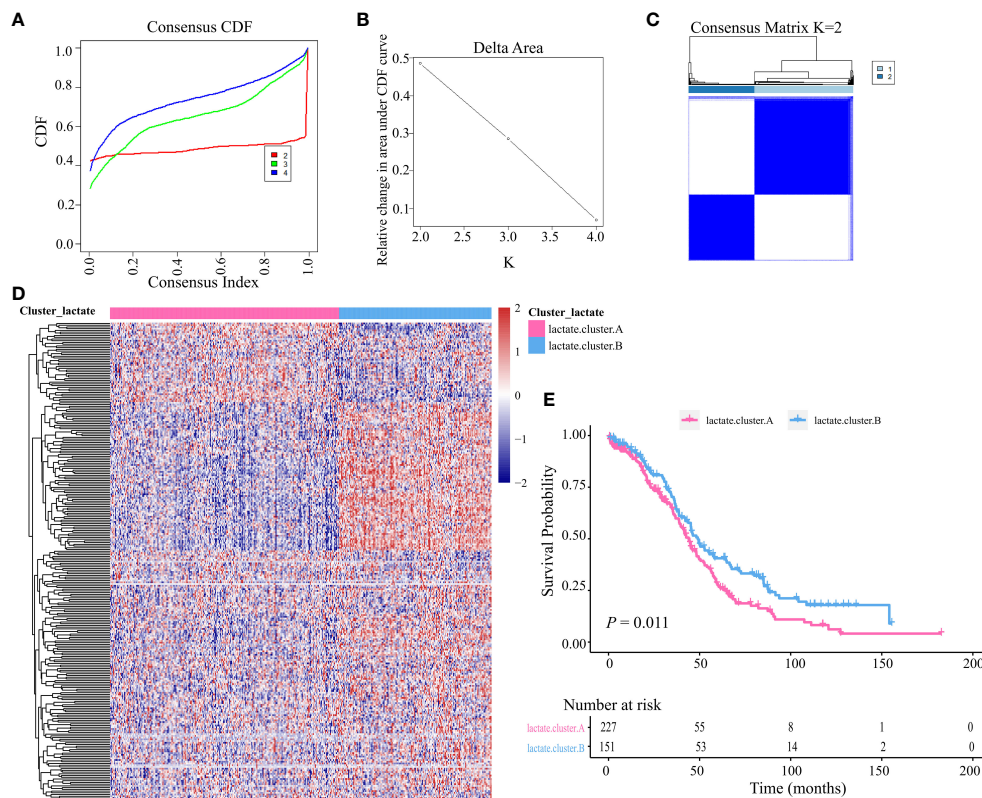 A
Consensus CDF
CDF
1.0
0.8
0.6
0.4
0.2
0.0
2
3
4
0.0
0.2
0.4
0.6
0.8
1.0
Consensus Index
B
Delta Area
Relative change in area under CDF curve
0.5
0.4
0.3
0.2
0.1
2.0
2.5
3.0
3.5
4.0
K
C
Consensus Matrix K=2
1
2
D
Cluster_lactate
2
1
0
−1
−2
Cluster_lactate
lactate.cluster.A
lactate.cluster.B
E
lactate.cluster.A
lactate.cluster.B
Survival Probability
1.00
0.75
0.50
0.25
0.00
P = 0.011
0
50
100
150
200
Number at risk
lactate.cluster.A 227 55 8 1 0
lactate.cluster.B 151 53 14 2 0
0 50 100 150 200
Time (months)